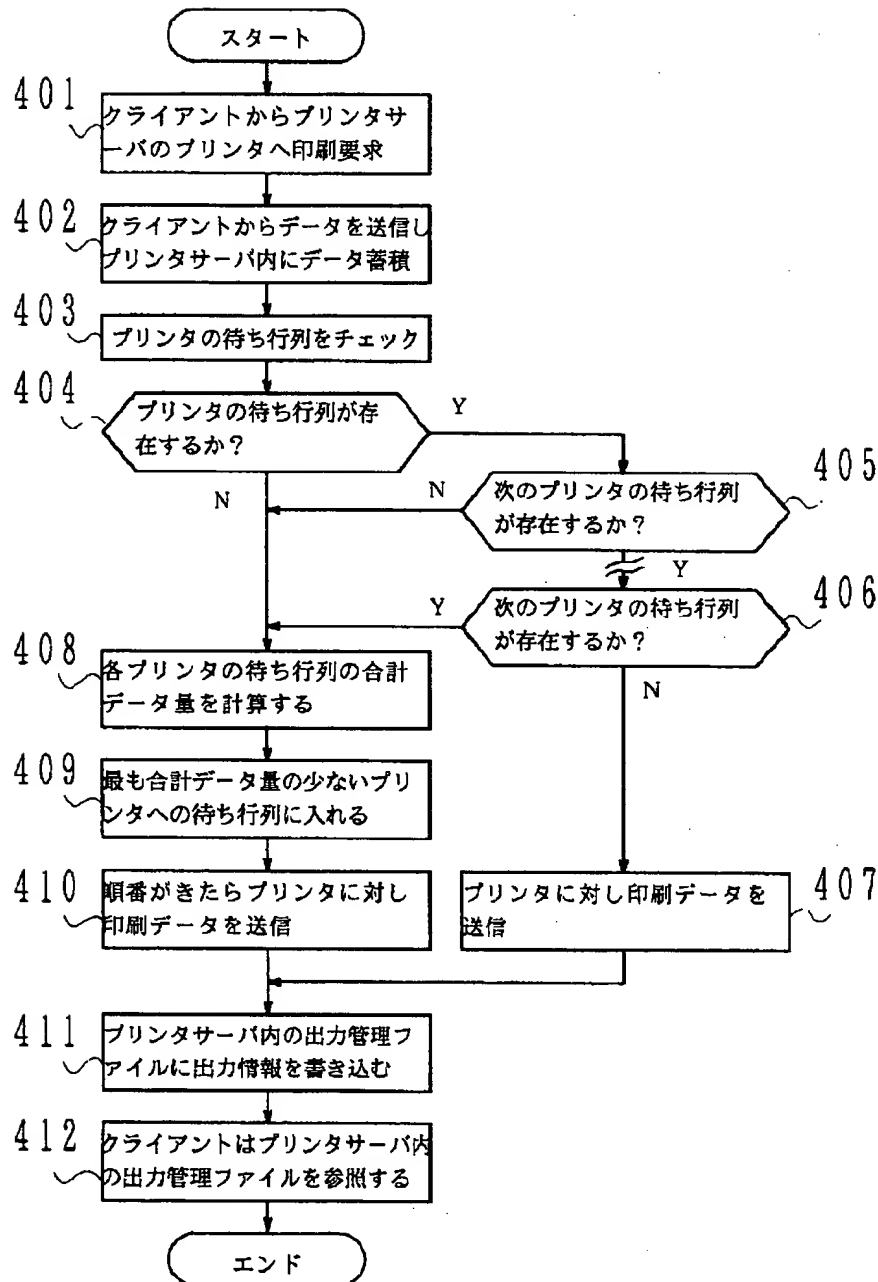 スタート
401
クライアントからプリンタサ
ーバのプリンタへ印刷要求
402
クライアントからデータを送信し
プリンタサーバ内にデータ蓄積
403
プリンタの待ち行列をチェック
404
プリンタの待ち行列が存
在するか？
Y
N
405
次のプリンタの待ち行列
が存在するか？
N
Y
406
次のプリンタの待ち行列
が存在するか？
Y
N
408
各プリンタの待ち行列の合計
データ量を計算する
409
最も合計データ量の少ないプリ
ンタへの待ち行列に入れる
410
順番がきたらプリンタに対し
印刷データを送信
407
プリンタに対し印刷データを
送信
411
プリンタサーバ内の出力管理フ
ァイルに出力情報を書き込む
412
クライアントはプリンタサーバ内
の出力管理ファイルを参照する
エンド